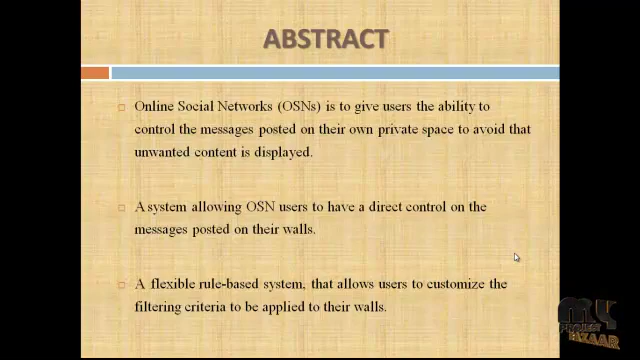 ABSTRACT
Online Social Networks (OSNs) is to give users the ability to
control the messages posted on their own private space to avoid that
unwanted content is displayed.
A system allowing OSN users to have a direct control on the
messages posted on their walls.
A flexible rule-based system, that allows users to customize the
filtering criteria to be applied to their walls.
MY
PROJECT
BAZAAR